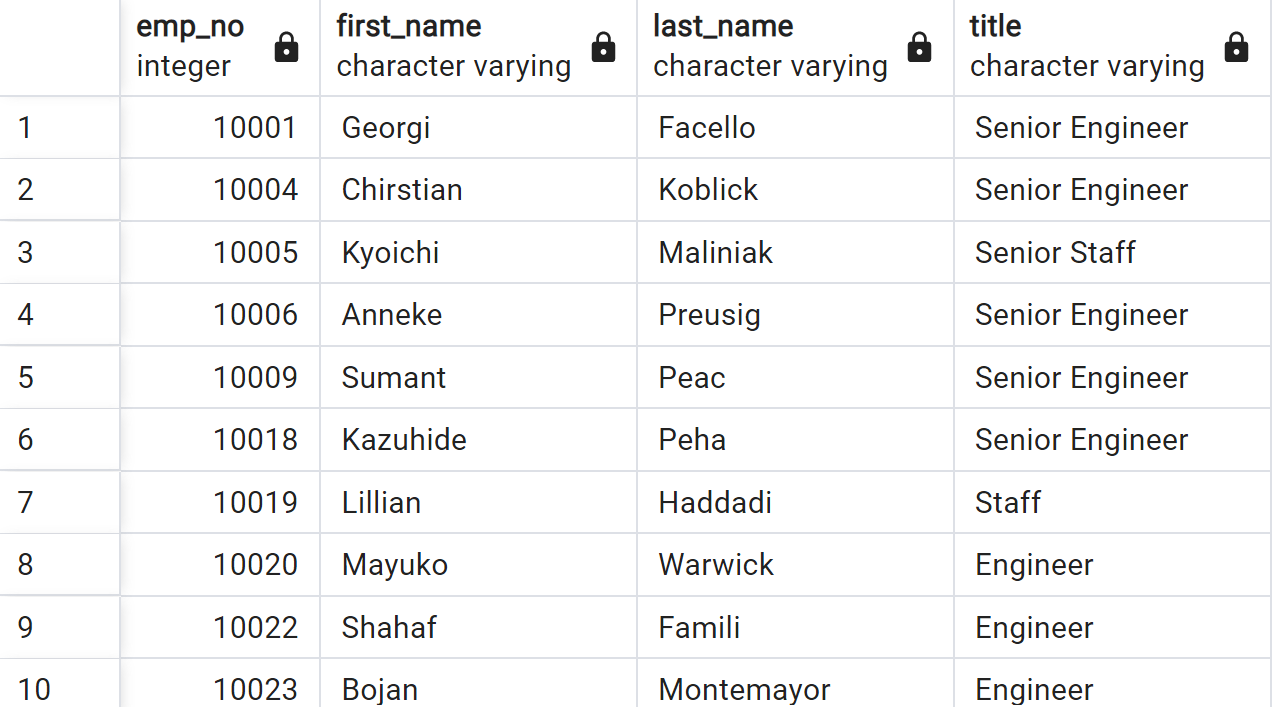 emp_no first_name last_name title
integer character varying character varying character varying
1 10001 Georgi Facello Senior Engineer
2 10004 Chirstian Koblick Senior Engineer
3 10005 Kyoichi Maliniak Senior Staff
4 10006 Anneke Preusig Senior Engineer
5 10009 Sumant Peac Senior Engineer
6 10018 Kazuhide Peha Senior Engineer
7 10019 Lillian Haddadi Staff
8 10020 Mayuko Warwick Engineer
9 10022 Shahaf Famili Engineer
10 10023 Bojan Montemayor Engineer